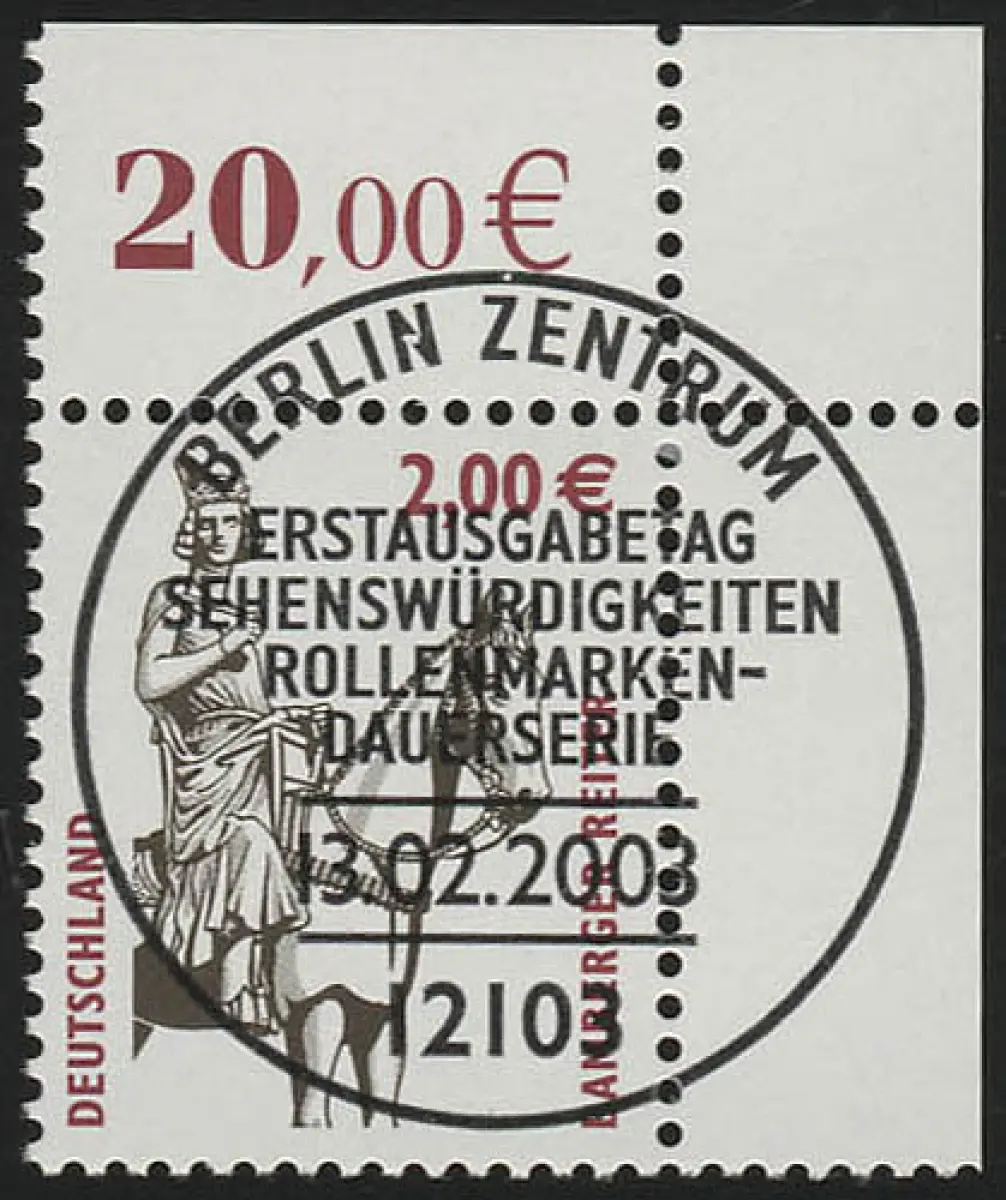 20,00 €
BERLIN ZENTRUM
2,00 €
ERSTAUSGABETAG
SEHENSWÜRDIGKEITEN
ROLLENMARKEN-
DAUERSERIE
13.02.2003
12103
DEUTSCHLAND
BAMBERGER REITER